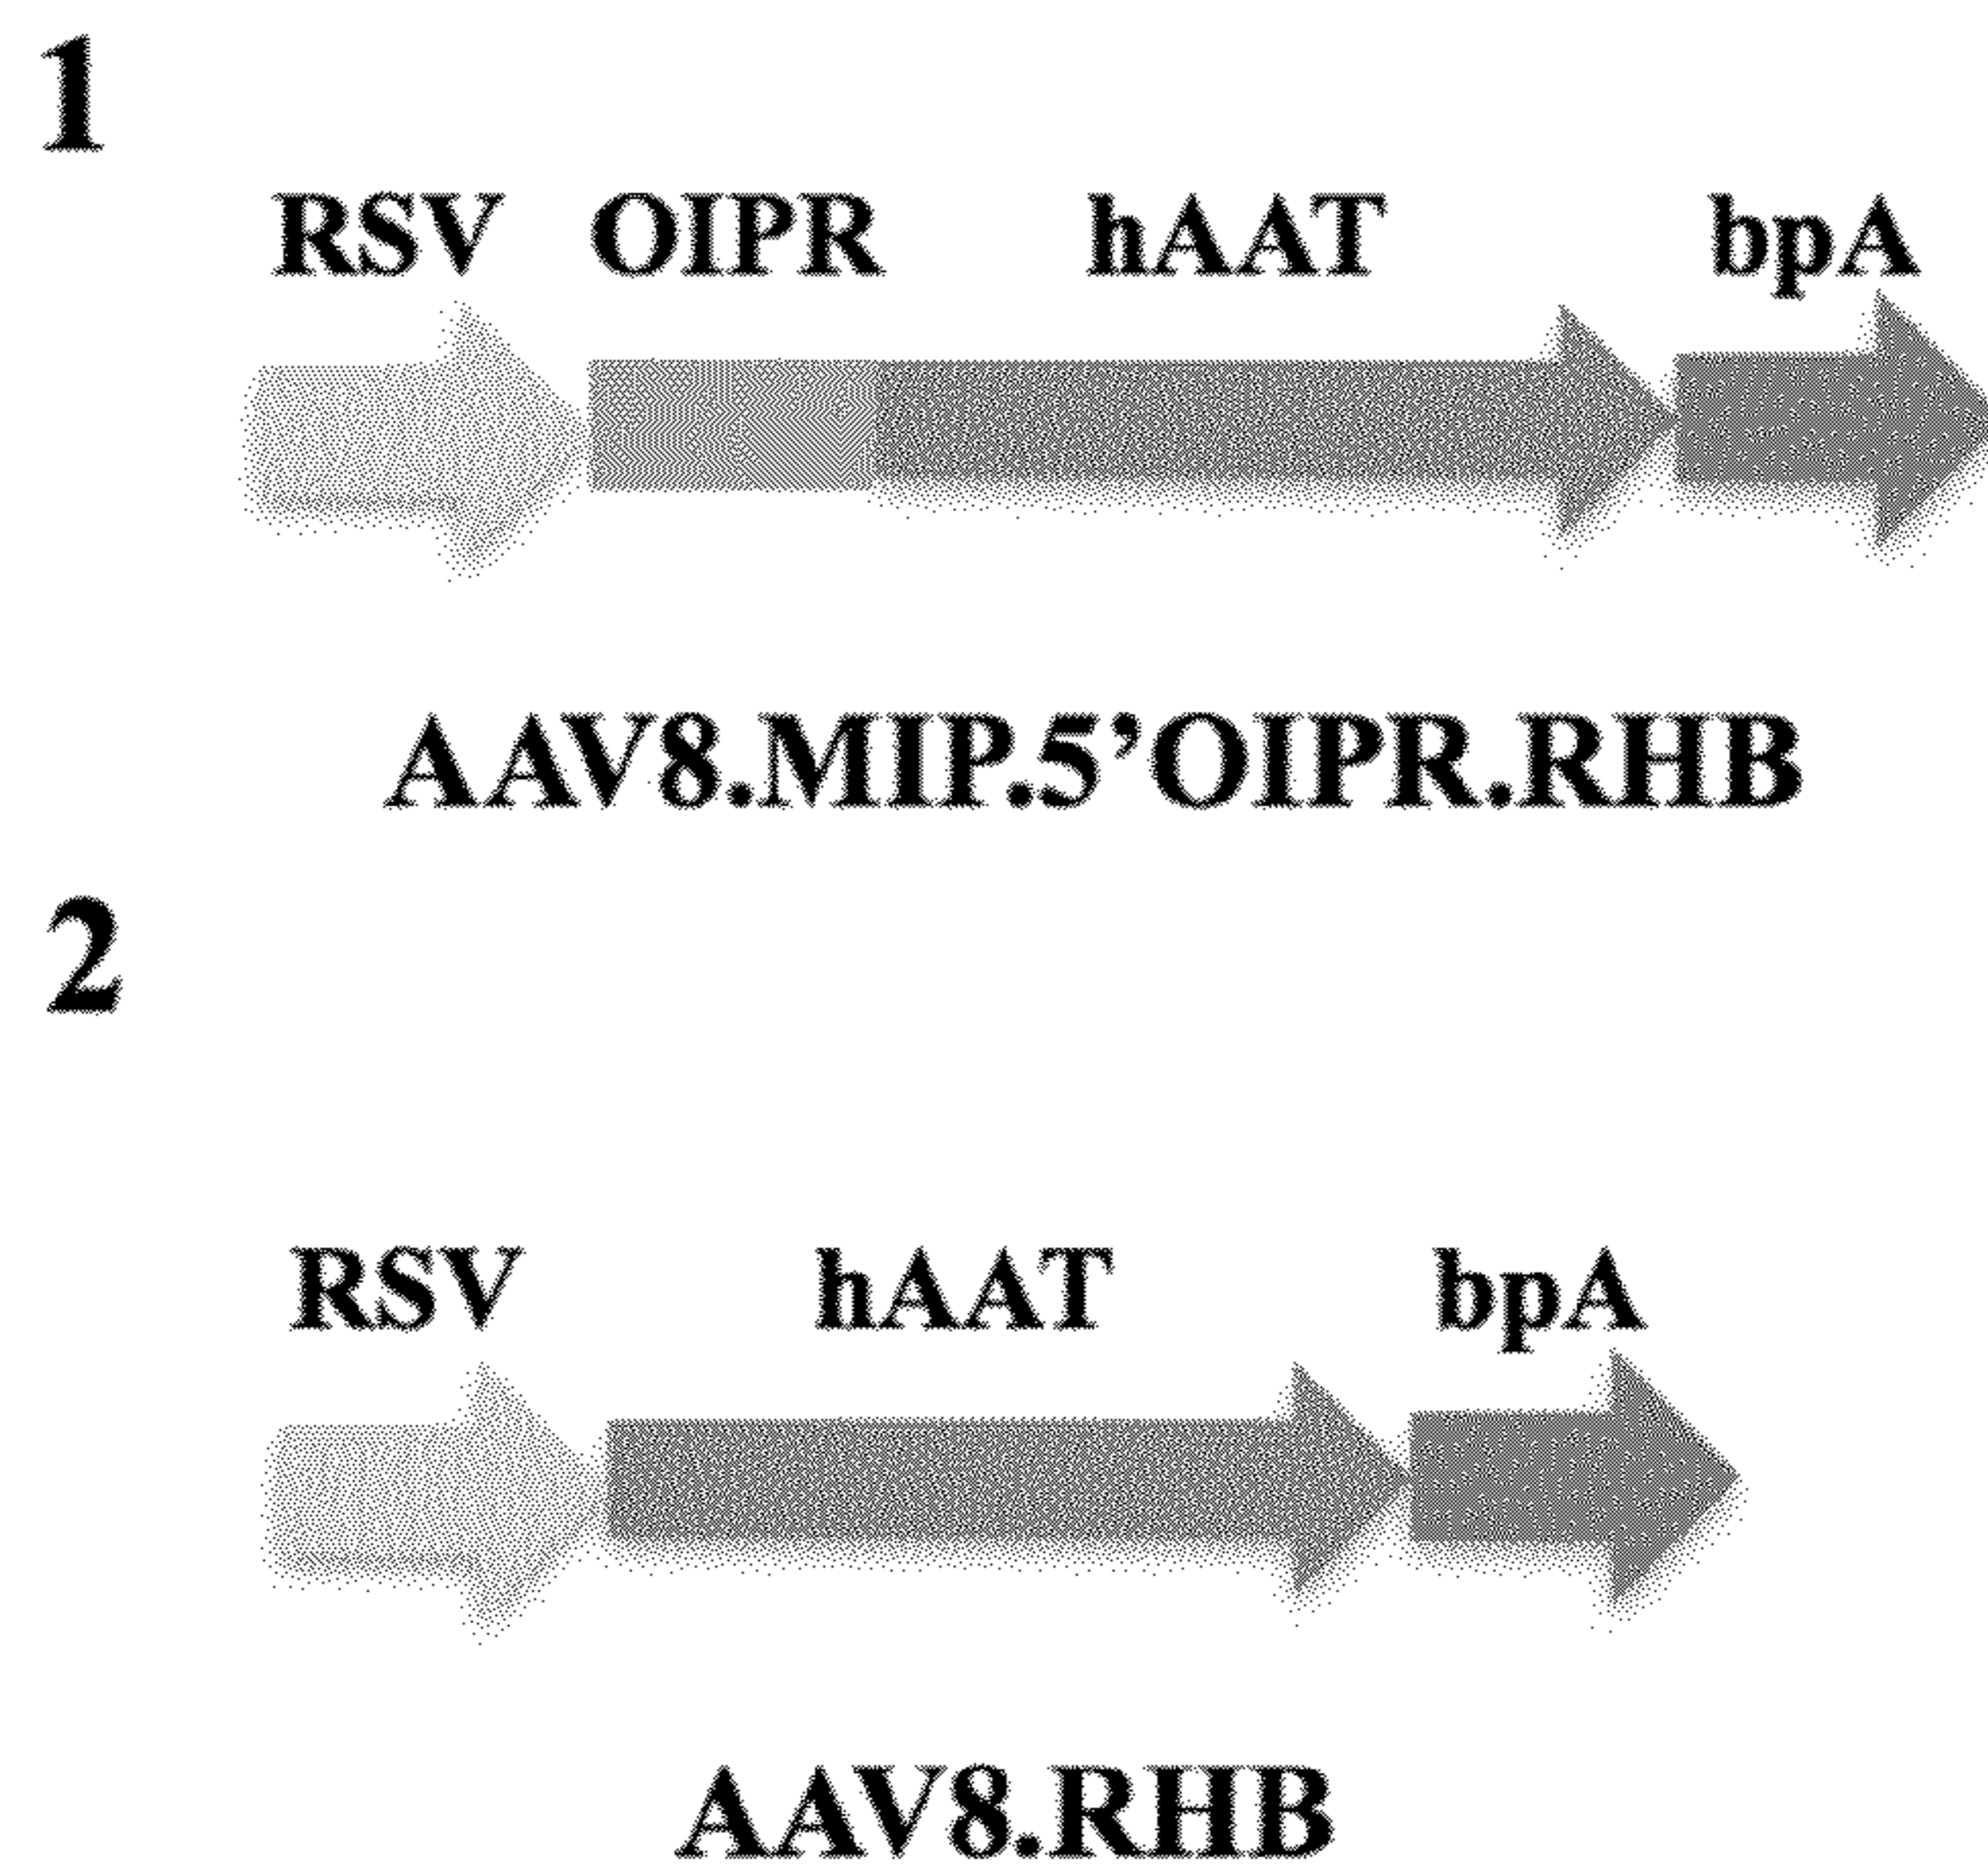 1
RSV OIPR hAAT bpA
AAV8.MIP.5’OIPR.RHB
2
RSV hAAT bpA
AAV8.RHB